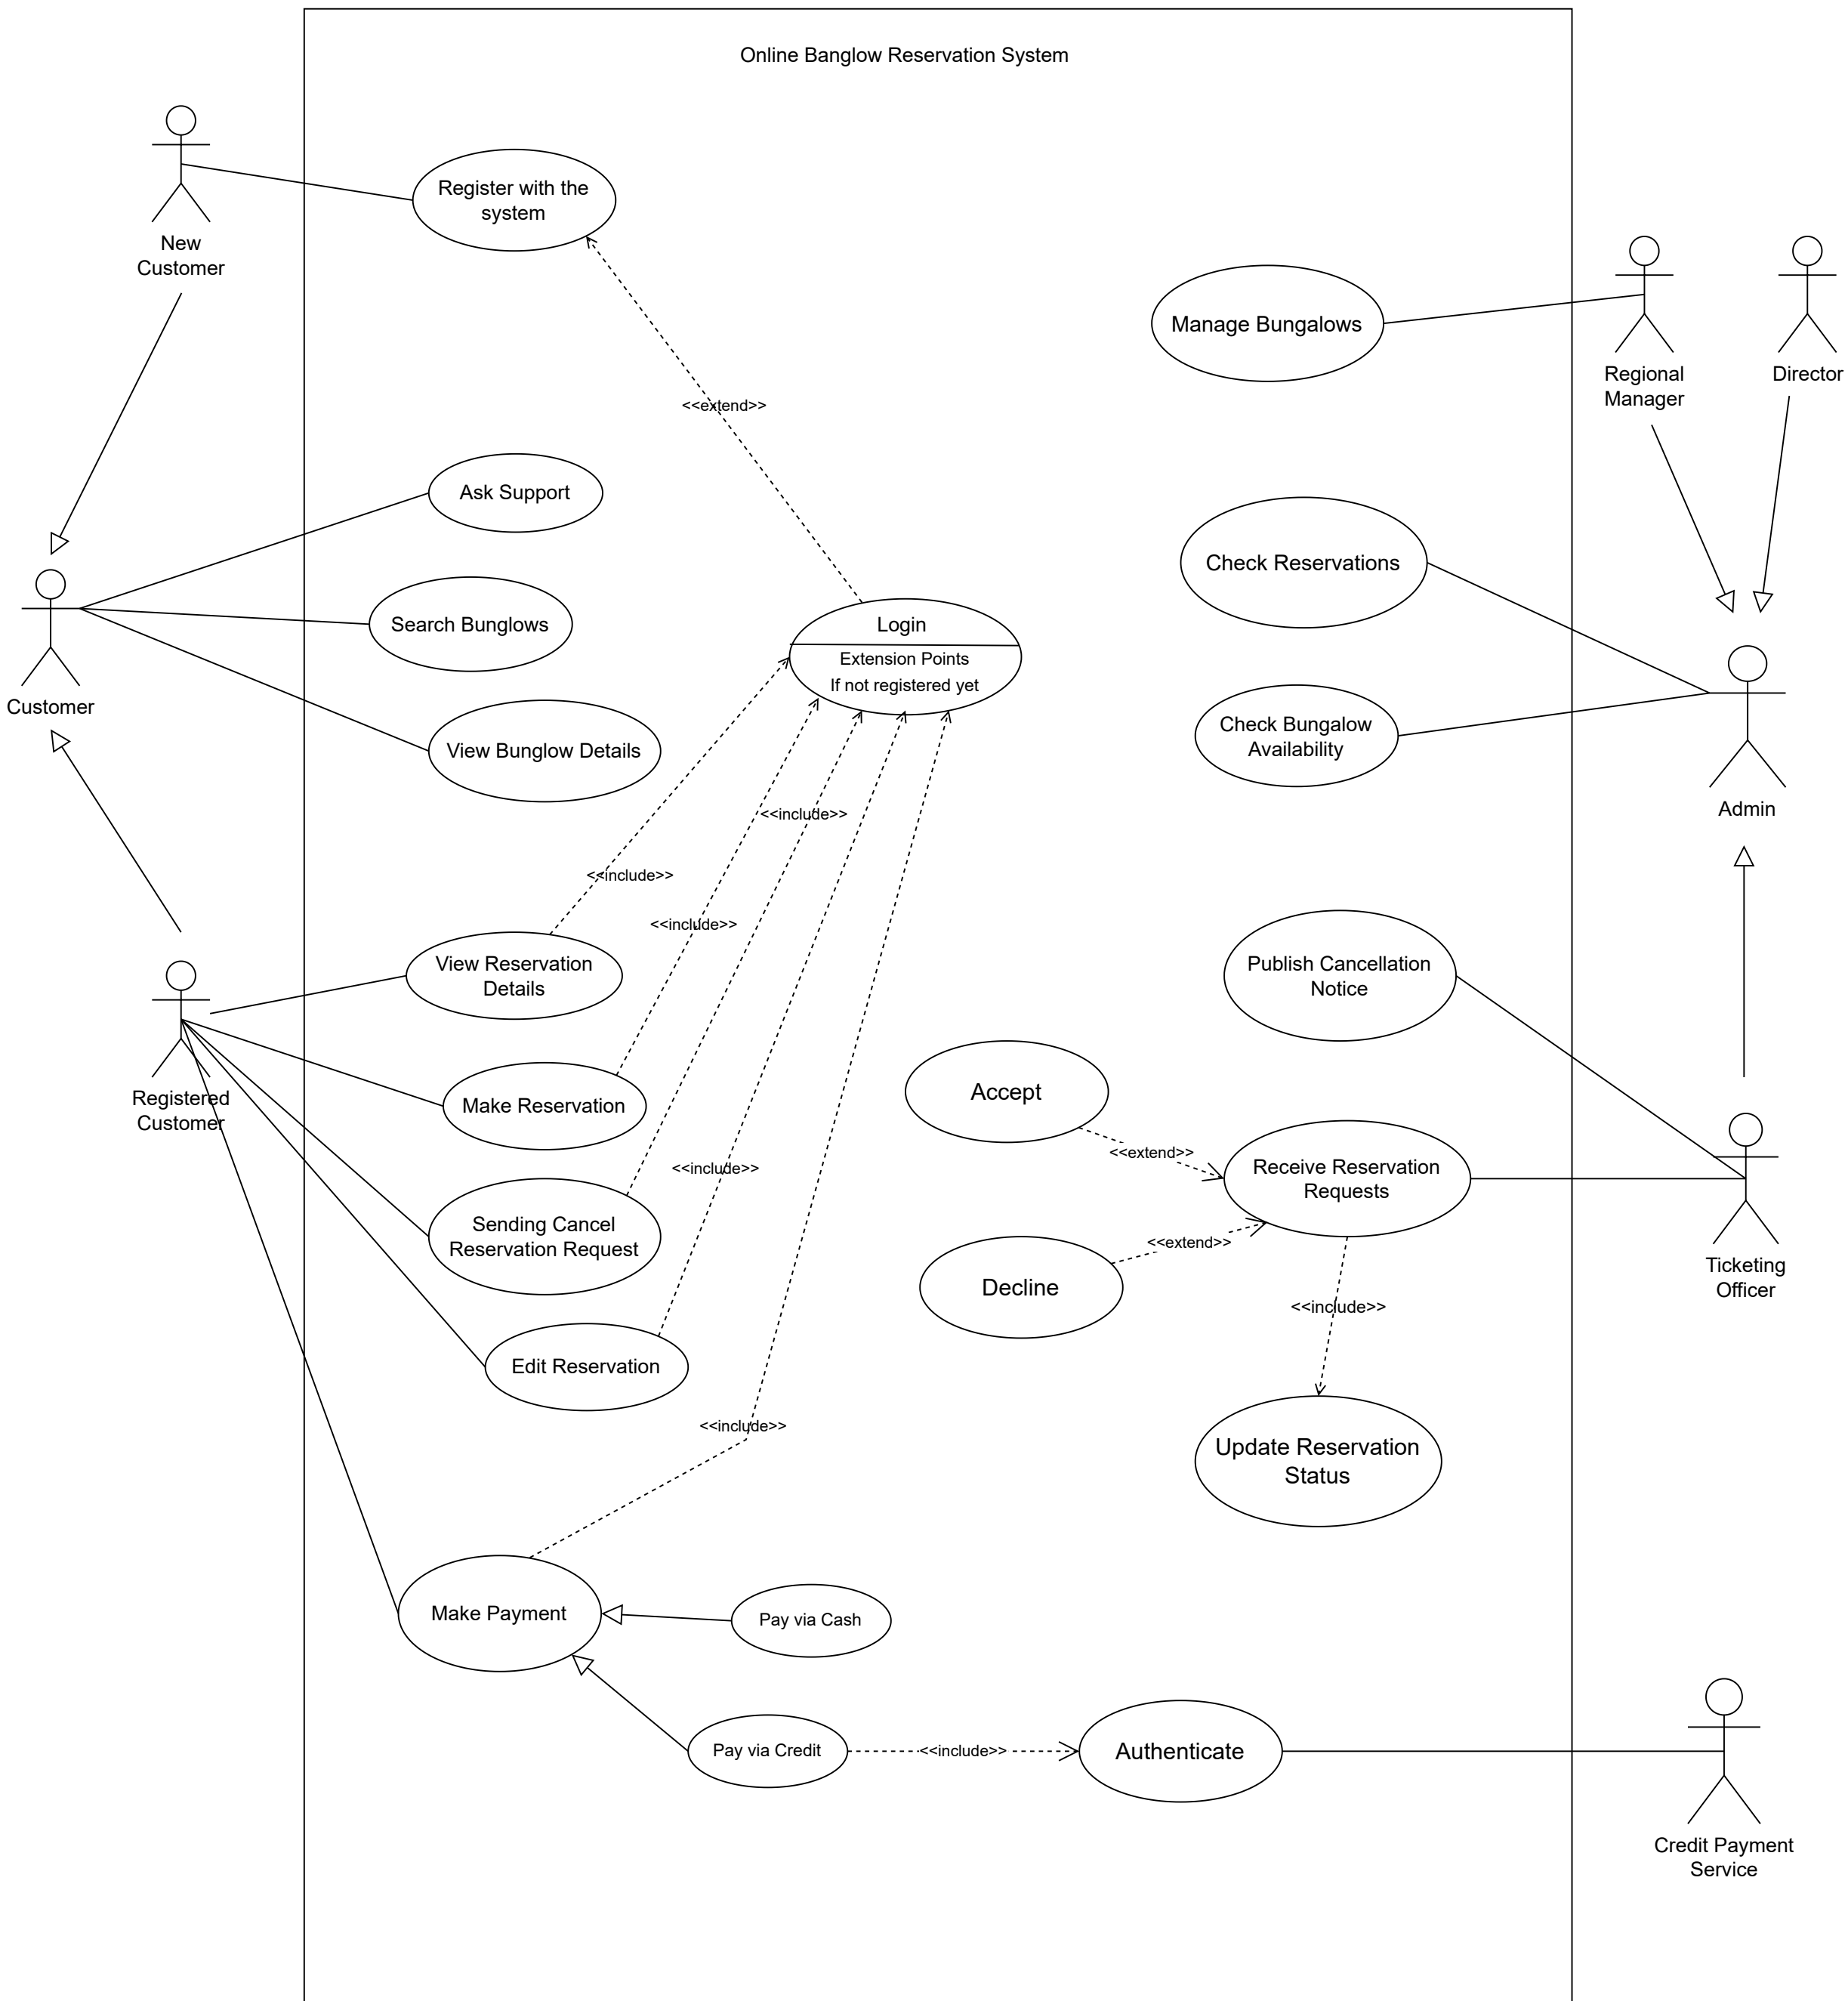 Online Banglow Reservation System
New
Customer
Register with the
system
Manage Bungalows
Regional
Manager
Director
<<extend>>
Ask Support
Check Reservations
Customer
Search Bunglows
Login
Extension Points
If not registered yet
View Bunglow Details
Check Bungalow
Availability
Admin
<<include>>
<<include>>
<<include>>
View Reservation
Details
Publish Cancellation
Notice
Registered
Customer
Make Reservation
Accept
<<extend>>
Receive Reservation
Requests
<<include>>
Sending Cancel
Reservation Request
<<extend>>
Decline
Ticketing
Officer
<<include>>
Edit Reservation
<<include>>
Update Reservation
Status
Make Payment
Pay via Cash
Pay via Credit
<<include>>
Authenticate
Credit Payment
Service